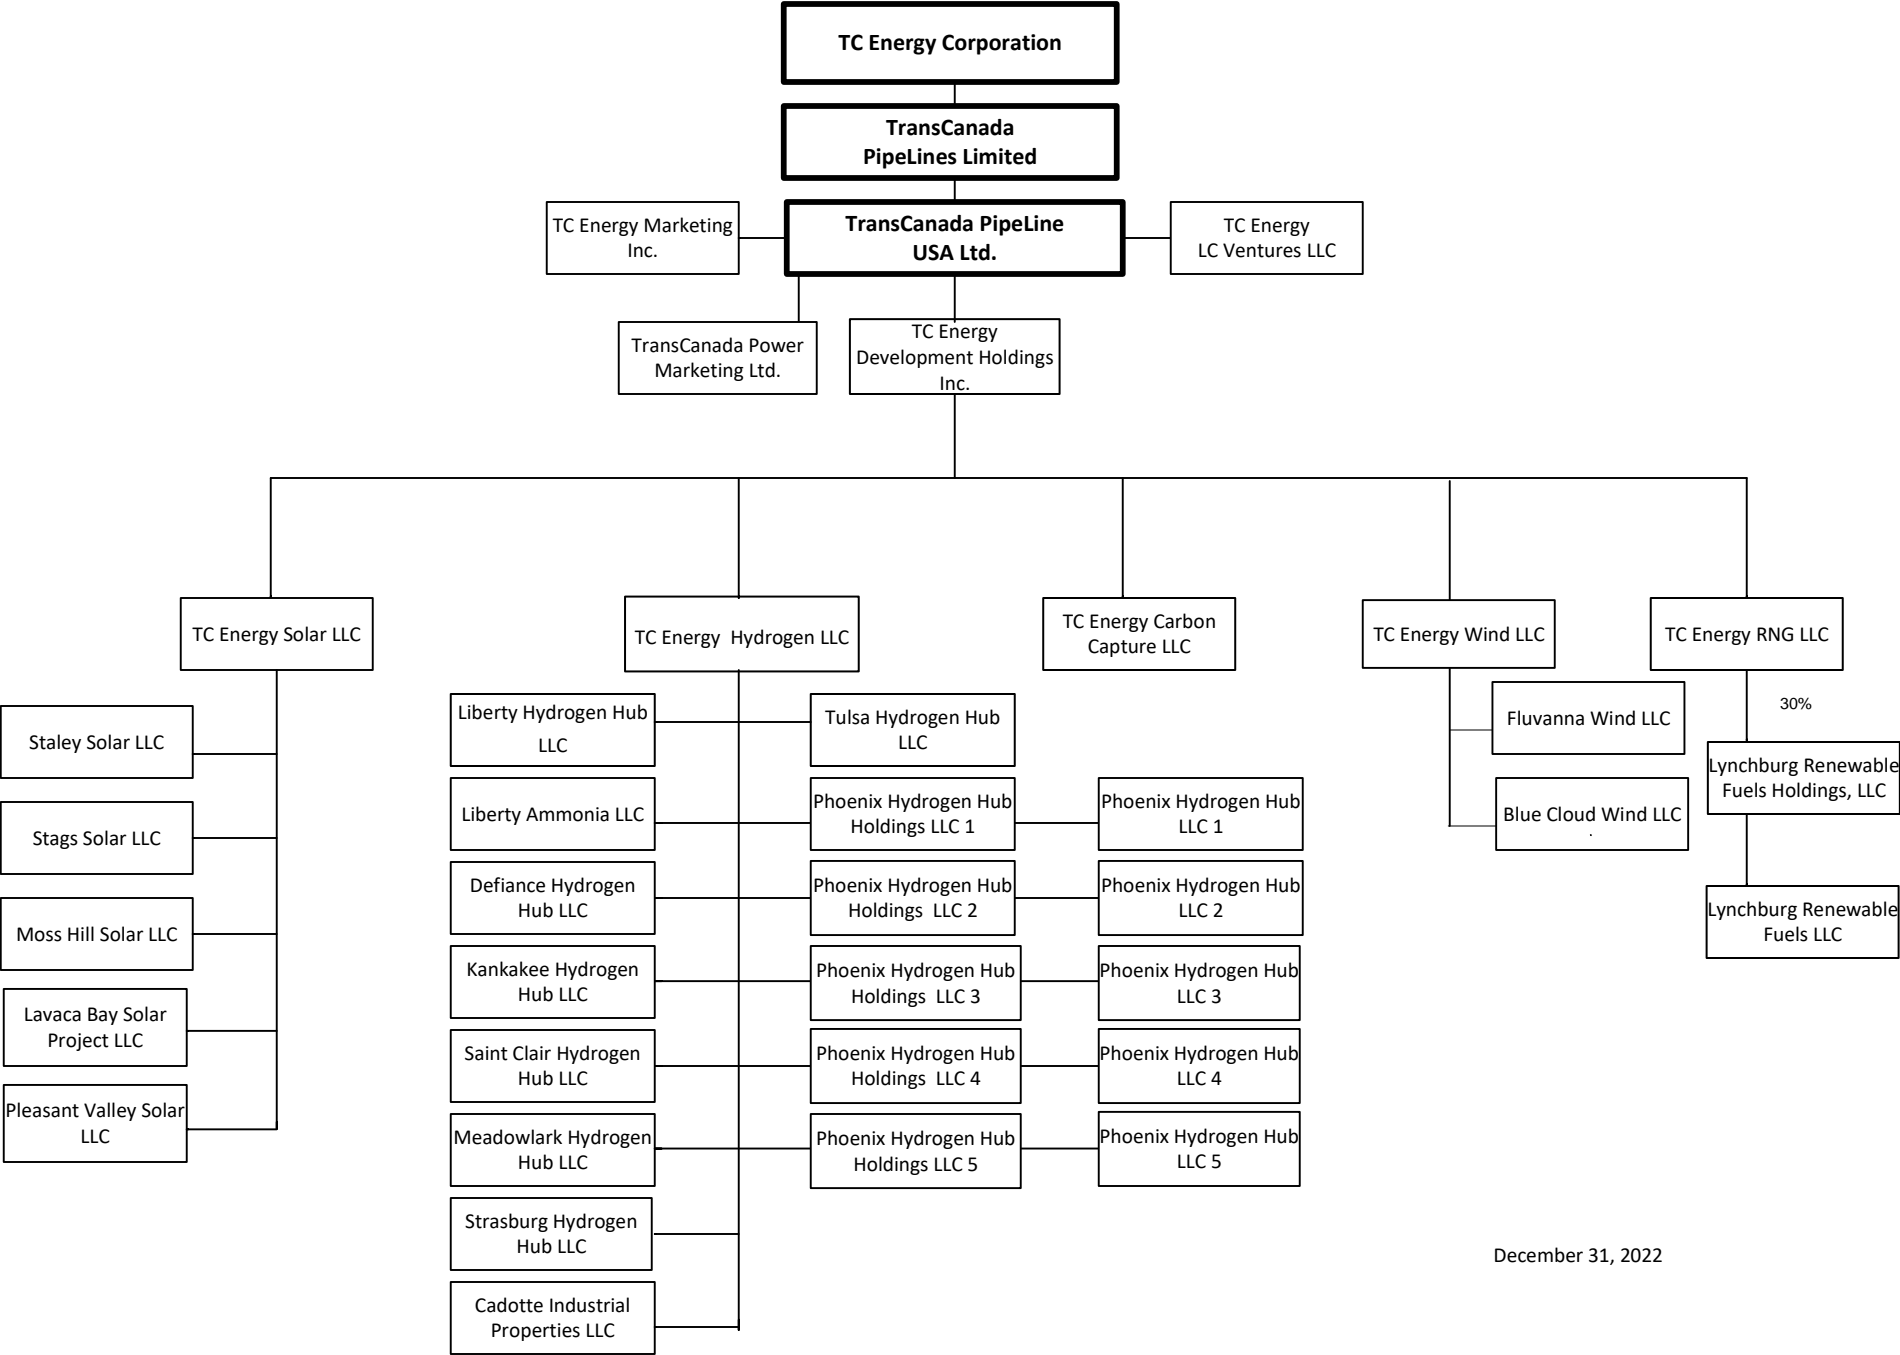 TC Energy Corporation
TransCanada
PipeLines Limited
TC Energy Marketing
Inc.
TransCanada PipeLine
USA Ltd.
TC Energy
LC Ventures LLC
TransCanada Power
Marketing Ltd.
TC Energy
Development Holdings
Inc.
TC Energy Solar LLC
TC Energy Hydrogen LLC
TC Energy Carbon
Capture LLC
TC Energy Wind LLC
TC Energy RNG LLC
Staley Solar LLC
Stags Solar LLC
Moss Hill Solar LLC
Lavaca Bay Solar
Project LLC
Pleasant Valley Solar
LLC
Liberty Hydrogen Hub
LLC
Liberty Ammonia LLC
Defiance Hydrogen
Hub LLC
Kankakee Hydrogen
Hub LLC
Saint Clair Hydrogen
Hub LLC
Meadowlark Hydrogen
Hub LLC
Strasburg Hydrogen
Hub LLC
Cadotte Industrial
Properties LLC
Tulsa Hydrogen Hub
LLC
Phoenix Hydrogen Hub
Holdings LLC 1
Phoenix Hydrogen Hub
LLC 1
Phoenix Hydrogen Hub
Holdings LLC 2
Phoenix Hydrogen Hub
LLC 2
Phoenix Hydrogen Hub
Holdings LLC 3
Phoenix Hydrogen Hub
LLC 3
Phoenix Hydrogen Hub
Holdings LLC 4
Phoenix Hydrogen Hub
LLC 4
Phoenix Hydrogen Hub
Holdings LLC 5
Phoenix Hydrogen Hub
LLC 5
Fluvanna Wind LLC
Blue Cloud Wind LLC
.
30%
Lynchburg Renewable
Fuels Holdings, LLC
Lynchburg Renewable
Fuels LLC
December 31, 2022